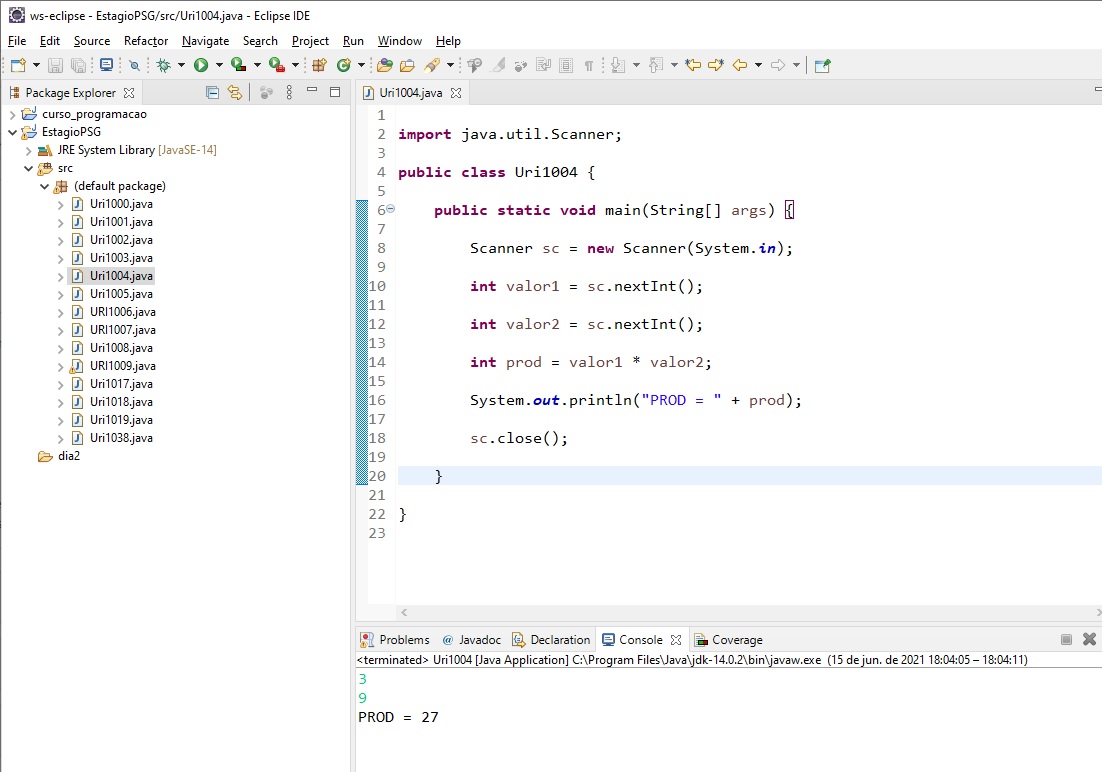 ws-eclipse - EstagioPSG/src/Uri1004.java - Eclipse IDE
File Edit Source Refactor Navigate Search Project Run Window Help
Package Explorer
curso_programacao
EstagioPSG
JRE System Library [JavaSE-14]
src
(default package)
Uri1000.java
Uri1001.java
Uri1002.java
Uri1003.java
Uri1004.java
Uri1005.java
URI1006.java
URI1007.java
Uri1008.java
URI1009.java
Uri1017.java
Uri1018.java
Uri1019.java
Uri1038.java
dia2
Uri1004.java
1
2 import java.util.Scanner;
3
4 public class Uri1004 {
5
6 public static void main(String[] args) {
7
8 Scanner sc = new Scanner(System.in);
9
10 int valor1 = sc.nextInt();
11
12 int valor2 = sc.nextInt();
13
14 int prod = valor1 * valor2;
15
16 System.out.println("PROD = " + prod);
17
18 sc.close();
19
20 }
21
22 }
23
Problems @ Javadoc Declaration Console Coverage
<terminated> Uri1004 [Java Application] C:\Program Files\Java\jdk-14.0.2\bin\javaw.exe (15 de jun. de 2021 18:04:05 – 18:04:11)
3
9
PROD = 27